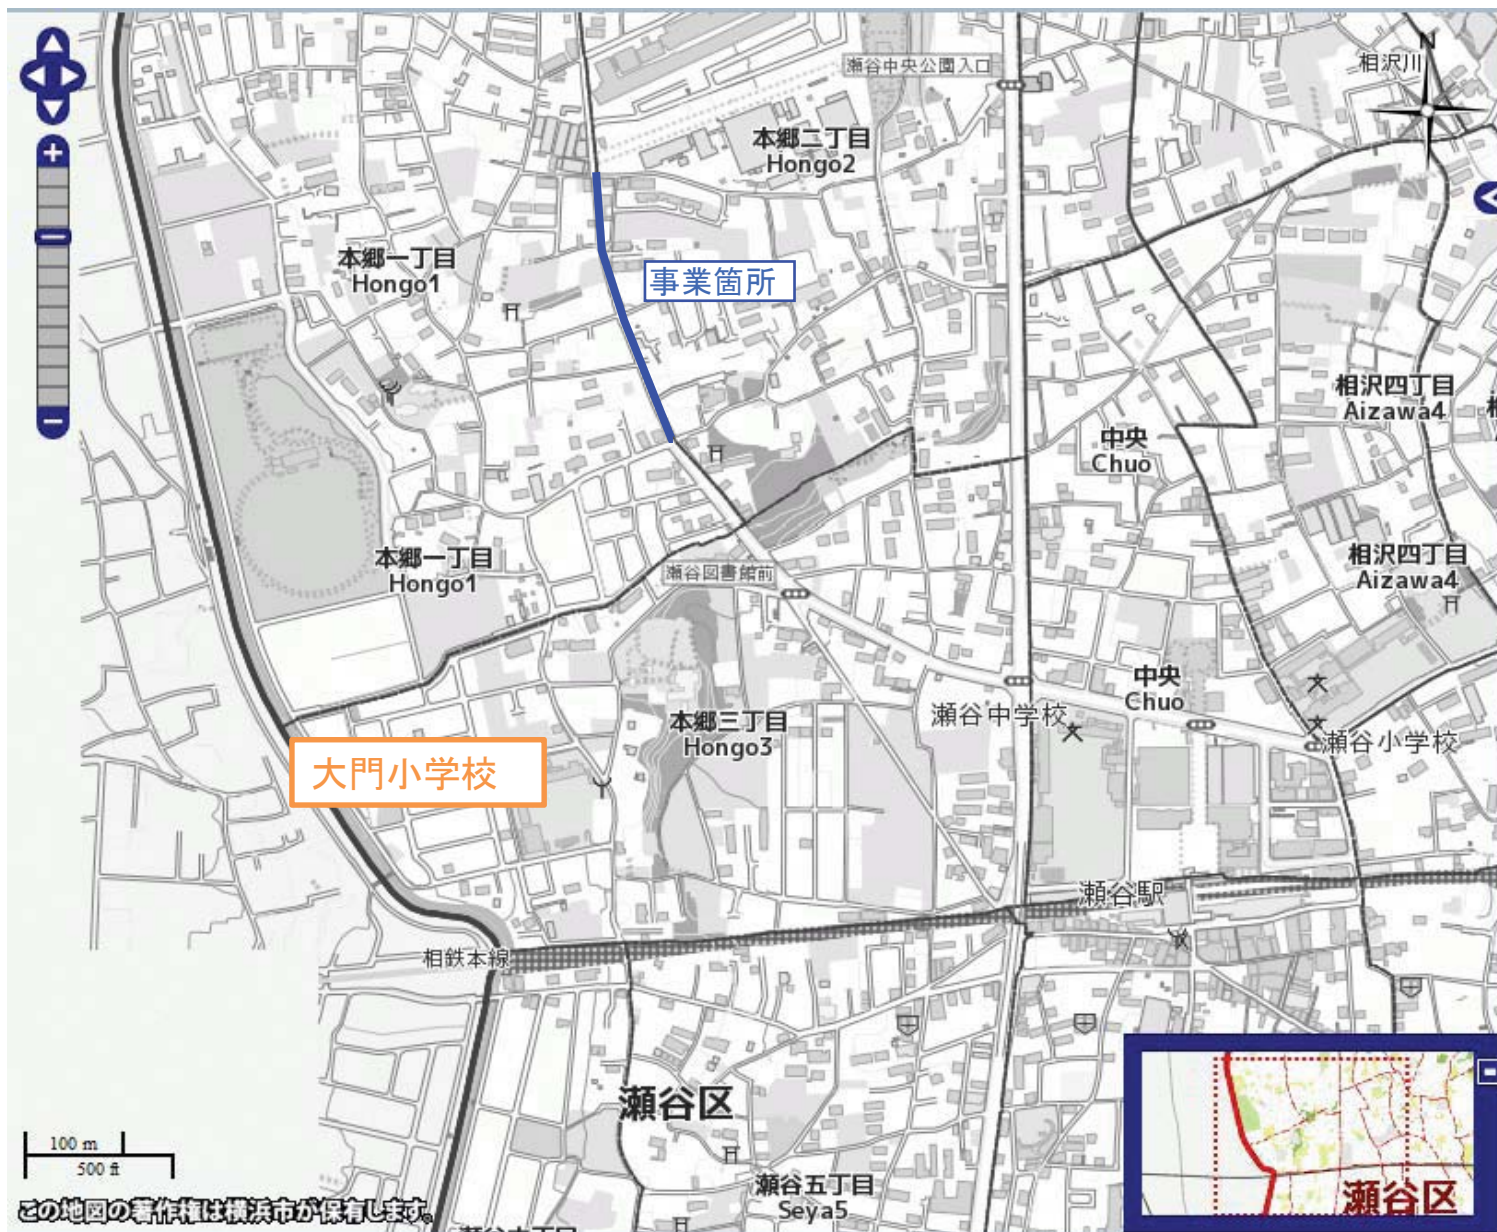 N
相沢川
瀬谷中央公園入口
本郷二丁目
Hongo2
本郷一丁目
Hongo1
事業箇所
相沢四丁目
Aizawa4
中央
Chuo
本郷一丁目
Hongo1
瀬谷図書館前
相沢四丁目
Aizawa4
中央
Chuo
瀬谷中学校
本郷三丁目
Hongo3
瀬谷小学校
大門小学校
瀬谷駅
相鉄本線
瀬谷区
瀬谷五丁目
Seya5
100 m
500 ft
この地図の著作権は横浜市が保有します。
瀬谷区